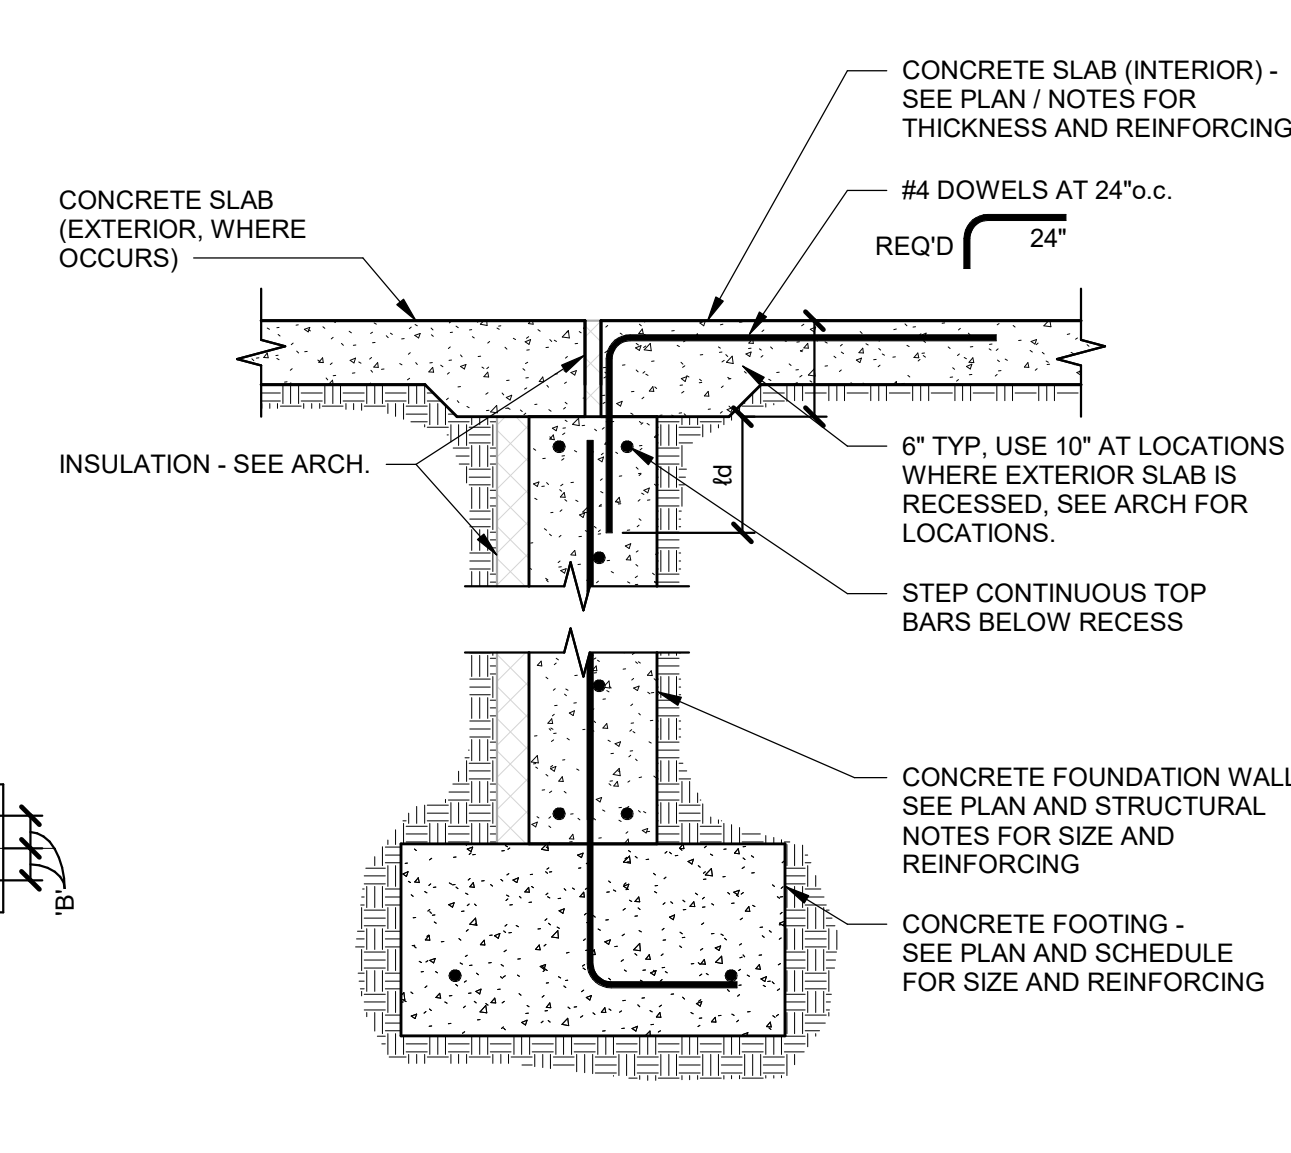 CONCRETE SLAB (INTERIOR) -
SEE PLAN / NOTES FOR
THICKNESS AND REINFORCING
#4 DOWELS AT 24"o.c.
REQ'D
24"
CONCRETE SLAB
(EXTERIOR, WHERE
OCCURS)
INSULATION - SEE ARCH.
ℓd
6" TYP, USE 10" AT LOCATIONS
WHERE EXTERIOR SLAB IS
RECESSED, SEE ARCH FOR
LOCATIONS.
STEP CONTINUOUS TOP
BARS BELOW RECESS
CONCRETE FOUNDATION WALL
SEE PLAN AND STRUCTURAL
NOTES FOR SIZE AND
REINFORCING
CONCRETE FOOTING -
SEE PLAN AND SCHEDULE
FOR SIZE AND REINFORCING
'B'